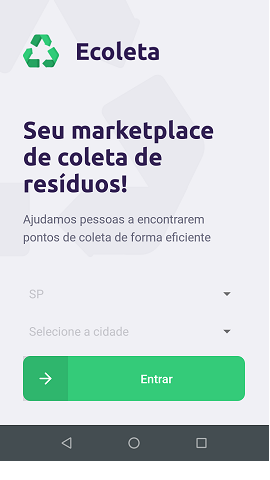 Ecoleta
Seu marketplace
de coleta de
resíduos!
Ajudamos pessoas a encontrarem
pontos de coleta de forma eficiente
SP
Selecione a cidade
Entrar